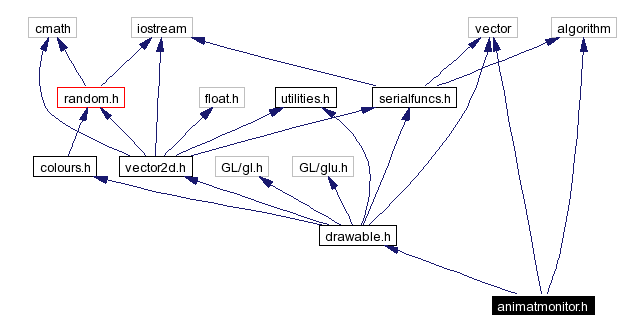 cmath
iostream
vector
algorithm
random.h
float.h
utilities.h
serialfuncs.h
colours.h
vector2d.h
GL/gl.h
GL/glu.h
drawable.h
animatmonitor.h